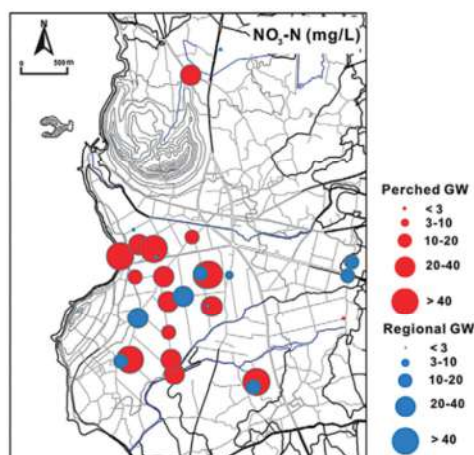 NO₃-N (mg/L)
N
0 500m
Perched GW
< 3
3-10
10-20
20-40
> 40
Regional GW
< 3
3-10
10-20
20-40
> 40